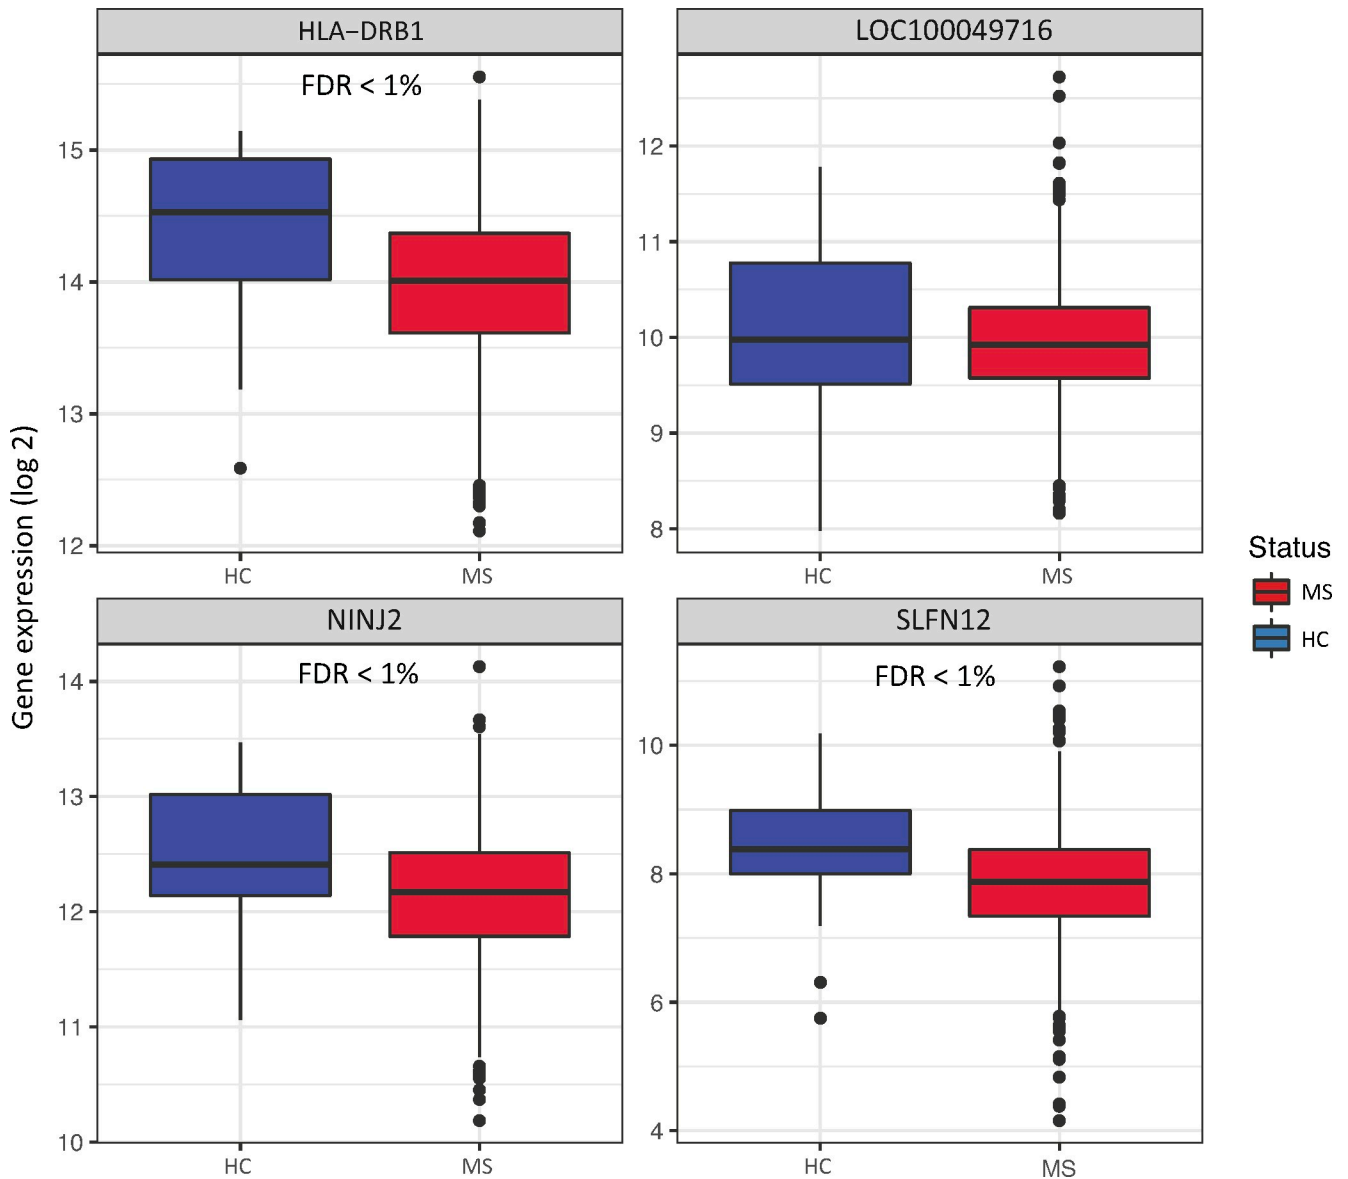 HLA−DRB1
FDR < 1%
15
14
13
12
HC
MS
LOC100049716
12
11
10
9
8
HC
MS
Gene expression (log 2)
NINJ2
FDR < 1%
14
13
12
11
10
HC
MS
SLFN12
FDR < 1%
10
8
6
4
HC
MS
Status
MS
HC